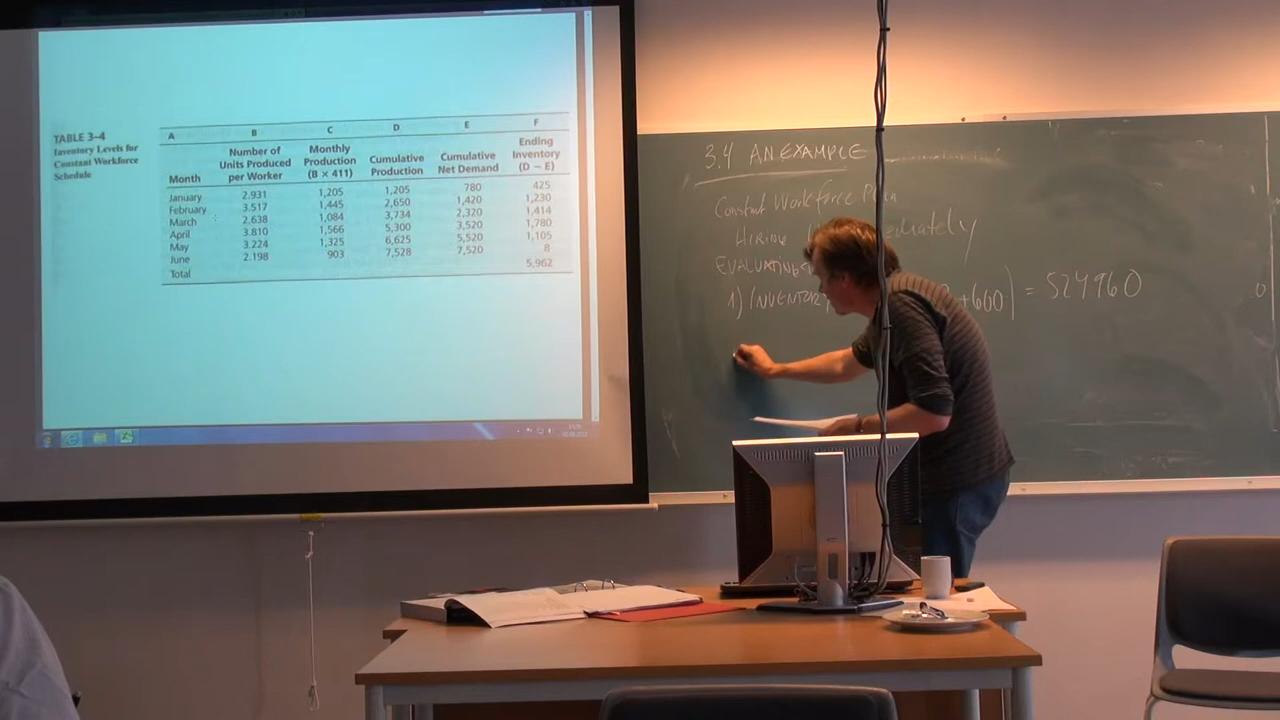 TABLE 3–4
Inventory Levels for
Constant Workforce
Schedule
A B C D E F
Month Number of Units Produced per Worker Monthly Production (B × 411) Cumulative Production Cumulative Net Demand Ending Inventory (D – E)
January 2.931 1,205 1,205 780 425
February 3.517 1,445 2,650 1,420 1,230
March 2.638 1,084 3,734 2,320 1,414
April 3.810 1,566 5,300 3,520 1,780
May 3.224 1,325 6,625 5,520 1,105
June 2.198 903 7,528 7,520 8
Total 5,962
3.4 AN EXAMPLE
Constant Workforce Plan
HIRING
EVALUATING
1) INVENTORY +600) = 524960